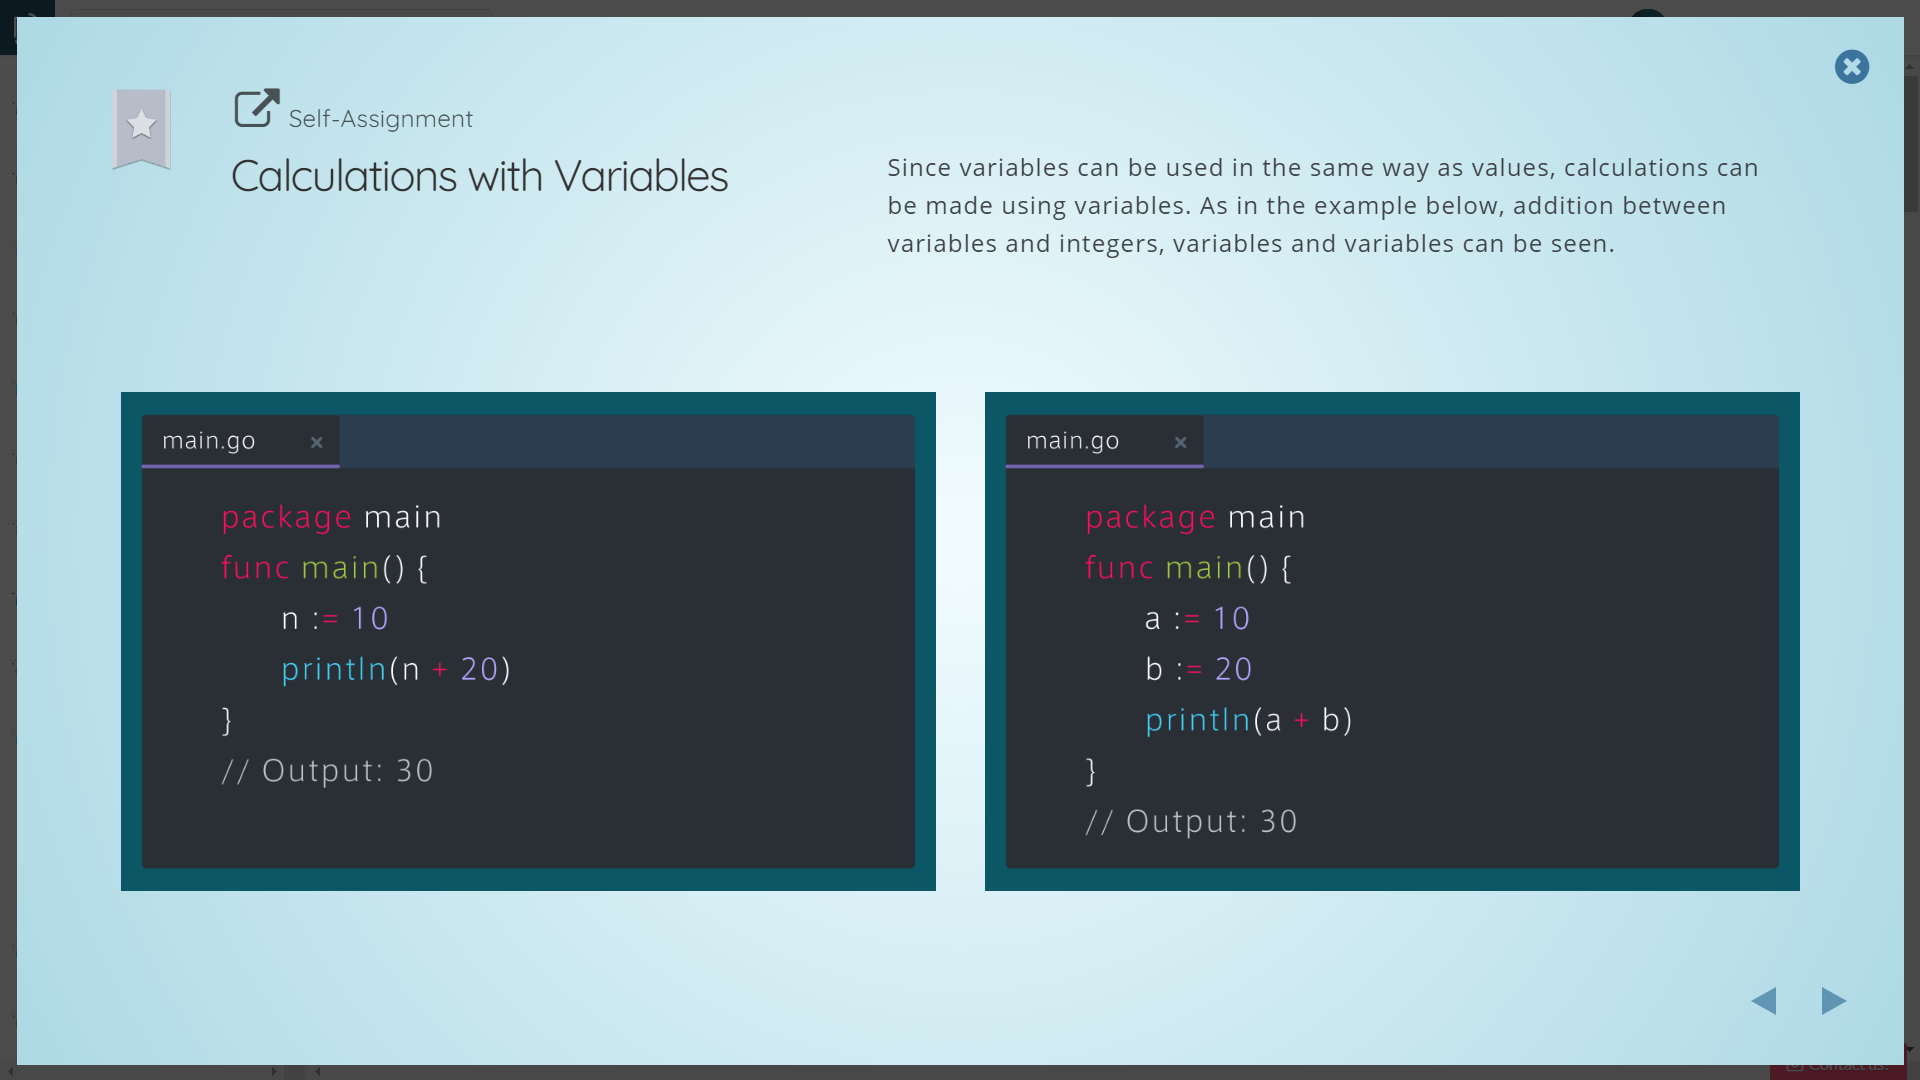 Self-Assignment
Calculations with Variables
Since variables can be used in the same way as values, calculations can
be made using variables. As in the example below, addition between
variables and integers, variables and variables can be seen.
main.go ×
package main
func main() {
n := 10
println(n + 20)
}
// Output: 30
main.go ×
package main
func main() {
a := 10
b := 20
println(a + b)
}
// Output: 30
Contact us!